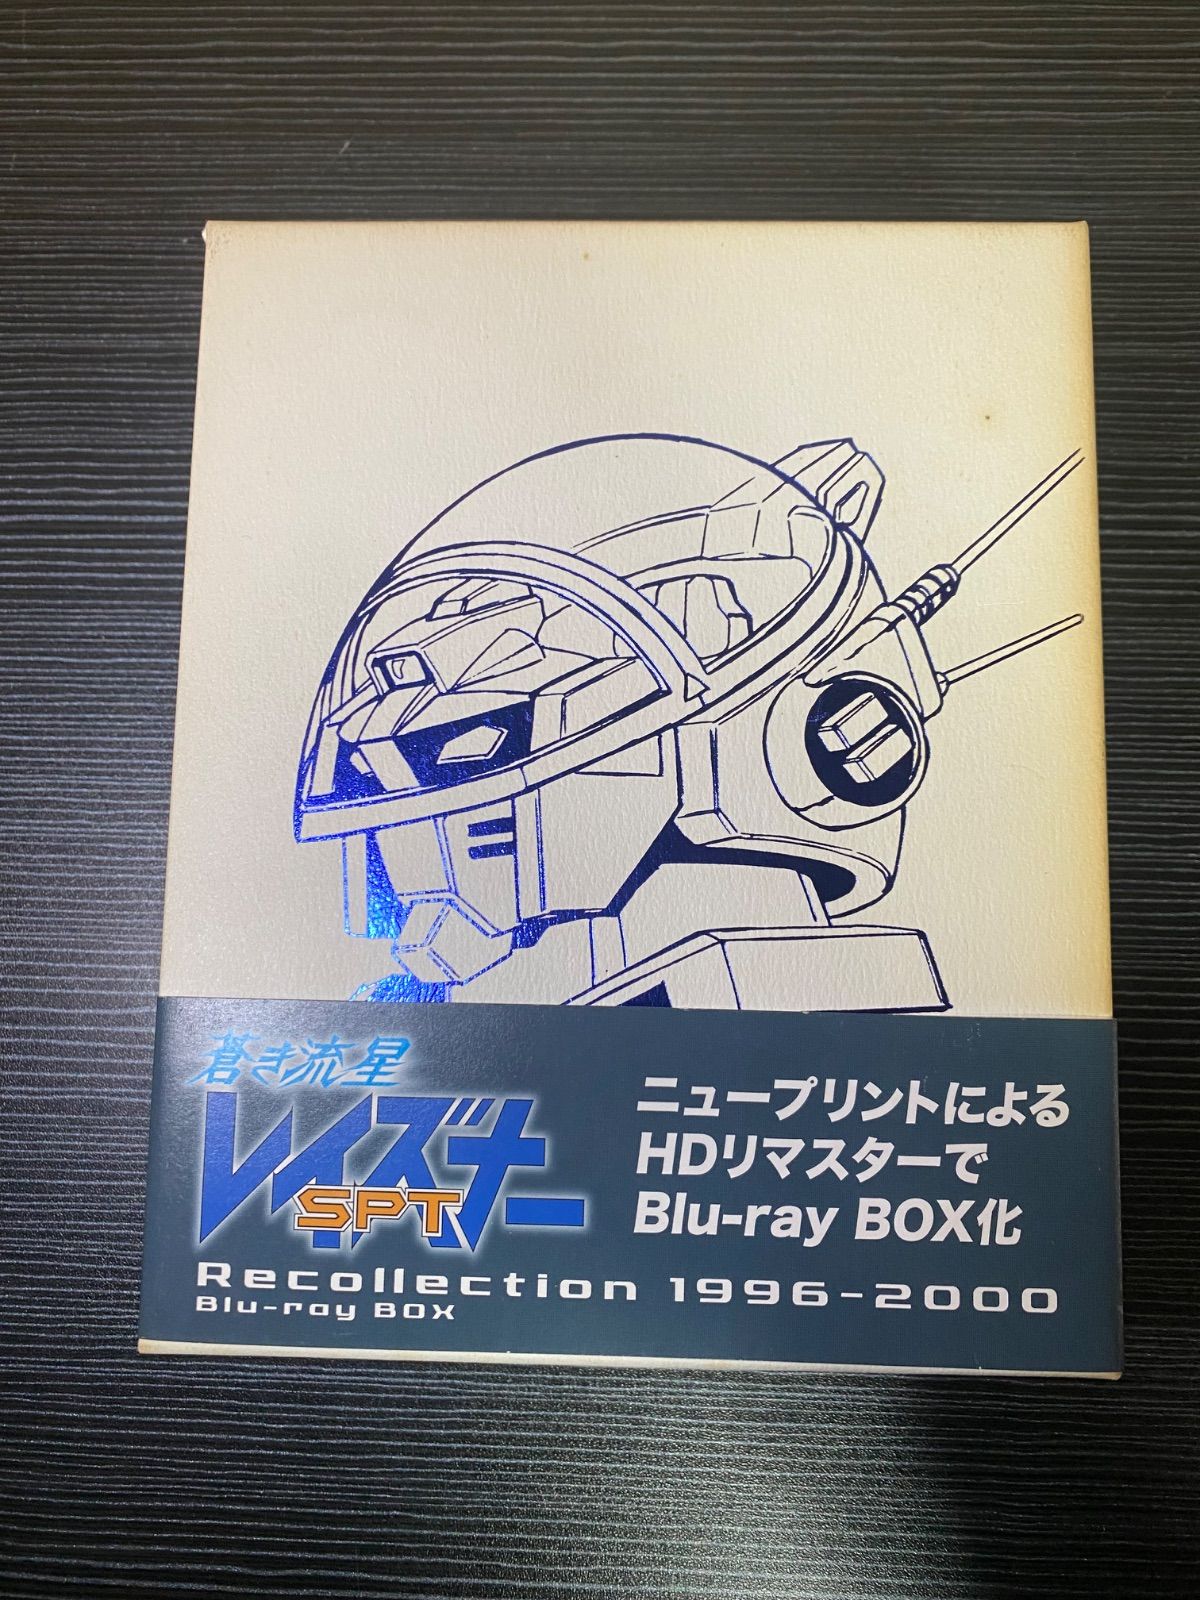 蒼き流星
SPT
レイズナー
ニュープリントによる
HDリマスターで
Blu-ray BOX化
Recollection 1996-2000
Blu-ray BOX